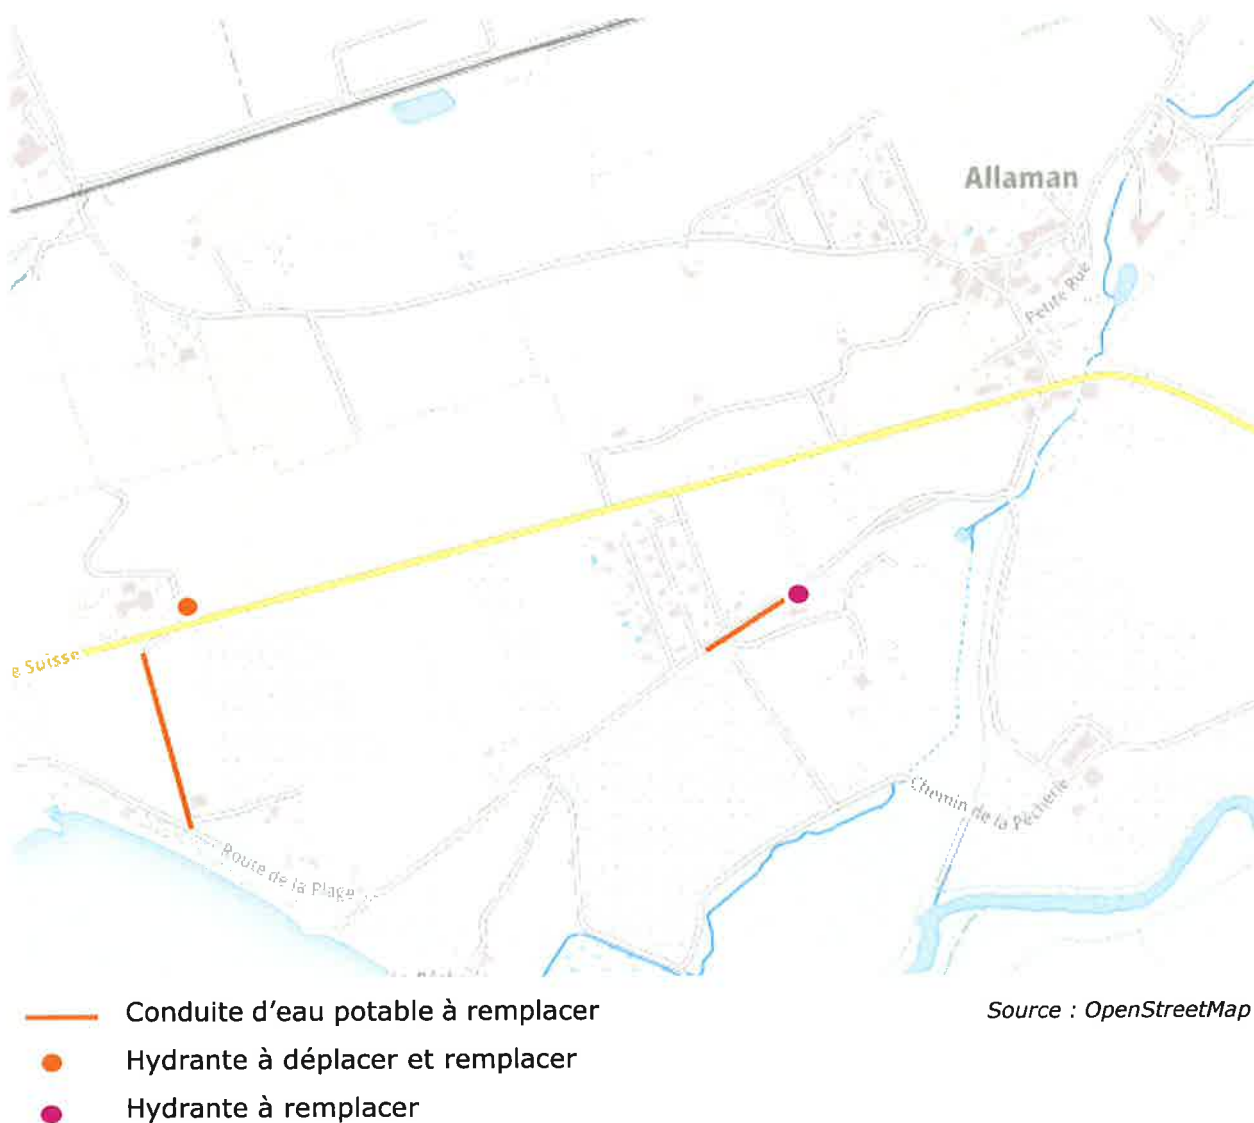 Allaman
Petite Rue
e Suisse
Chemin de la Pêcherie
Route de la Plage
Conduite d'eau potable à remplacer
Source : OpenStreetMap
Hydrante à déplacer et remplacer
Hydrante à remplacer